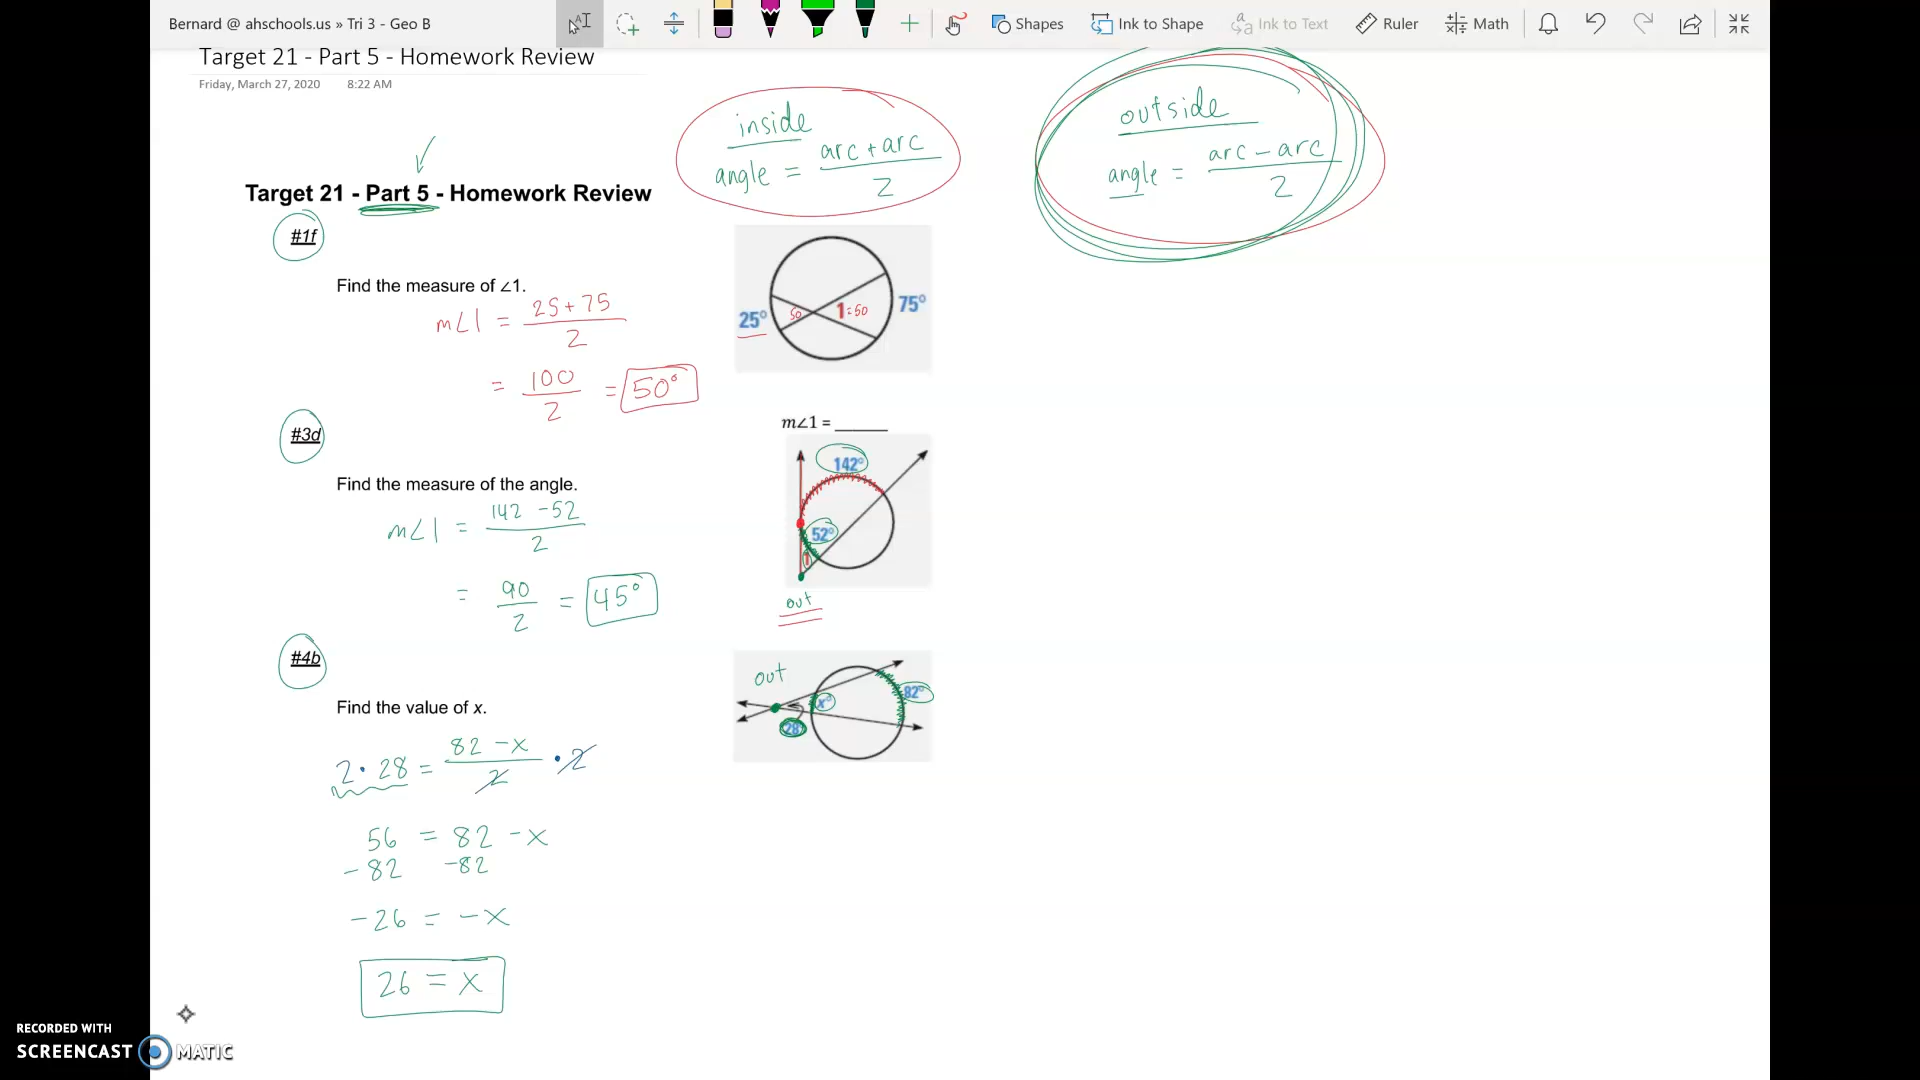 Bernard @ ahschools.us » Tri 3 - Geo B
Shapes
Ink to Shape
Ink to Text
Ruler
Math
Target 21 - Part 5 - Homework Review
Friday, March 27, 2020 8:22 AM
inside
angle = arc + arc / 2
outside
angle = arc - arc / 2
Target 21 - Part 5 - Homework Review
#1f
Find the measure of ∠1.
m∠1 = 25 + 75 / 2
= 100 / 2 = 50°
25° 50 1 = 50 75°
#3d
m∠1 = ______
Find the measure of the angle.
m∠1 = 142 - 52 / 2
= 90 / 2 = 45°
142°
52°
1
out
#4b
Find the value of x.
out
x° 82°
28°
2 · 28 = 82 - x / 2 · 2
56 = 82 - x
-82 -82
-26 = -x
26 = x
RECORDED WITH
SCREENCAST MATIC